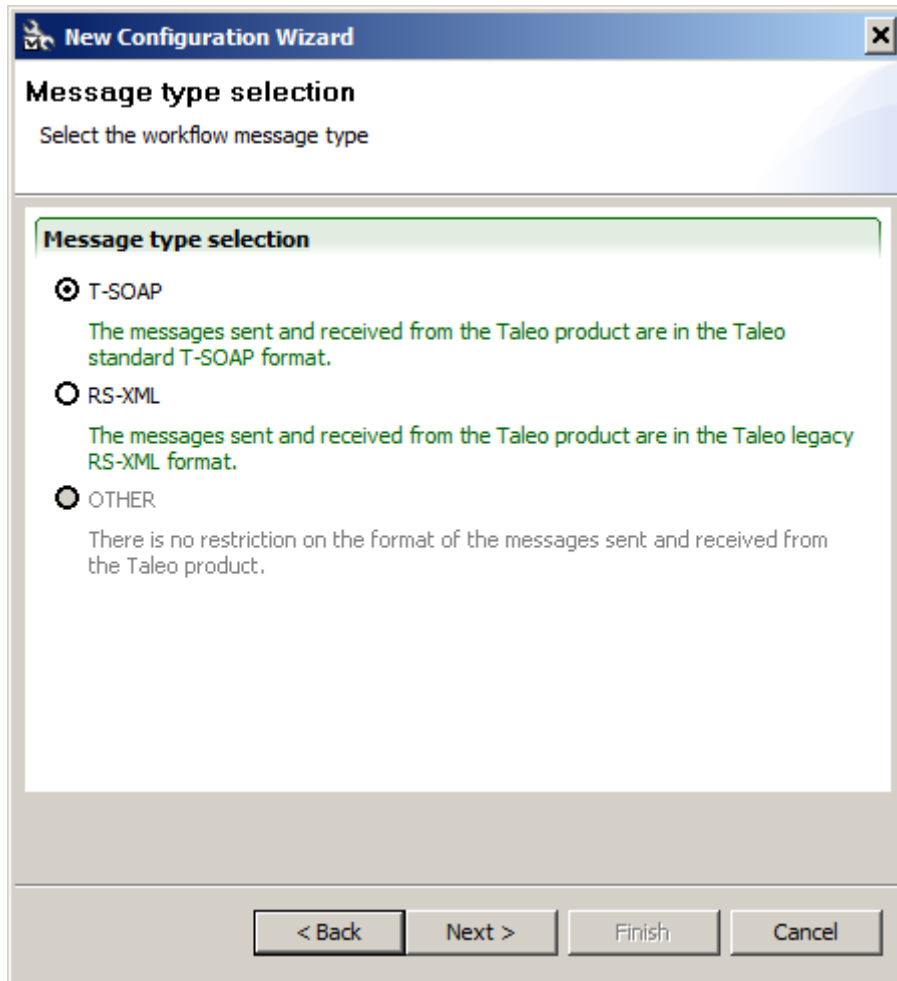 New Configuration Wizard
Message type selection
Select the workflow message type
Message type selection
T-SOAP
The messages sent and received from the Taleo product are in the Taleo
standard T-SOAP format.
RS-XML
The messages sent and received from the Taleo product are in the Taleo legacy
RS-XML format.
OTHER
There is no restriction on the format of the messages sent and received from
the Taleo product.
< Back Next > Finish Cancel